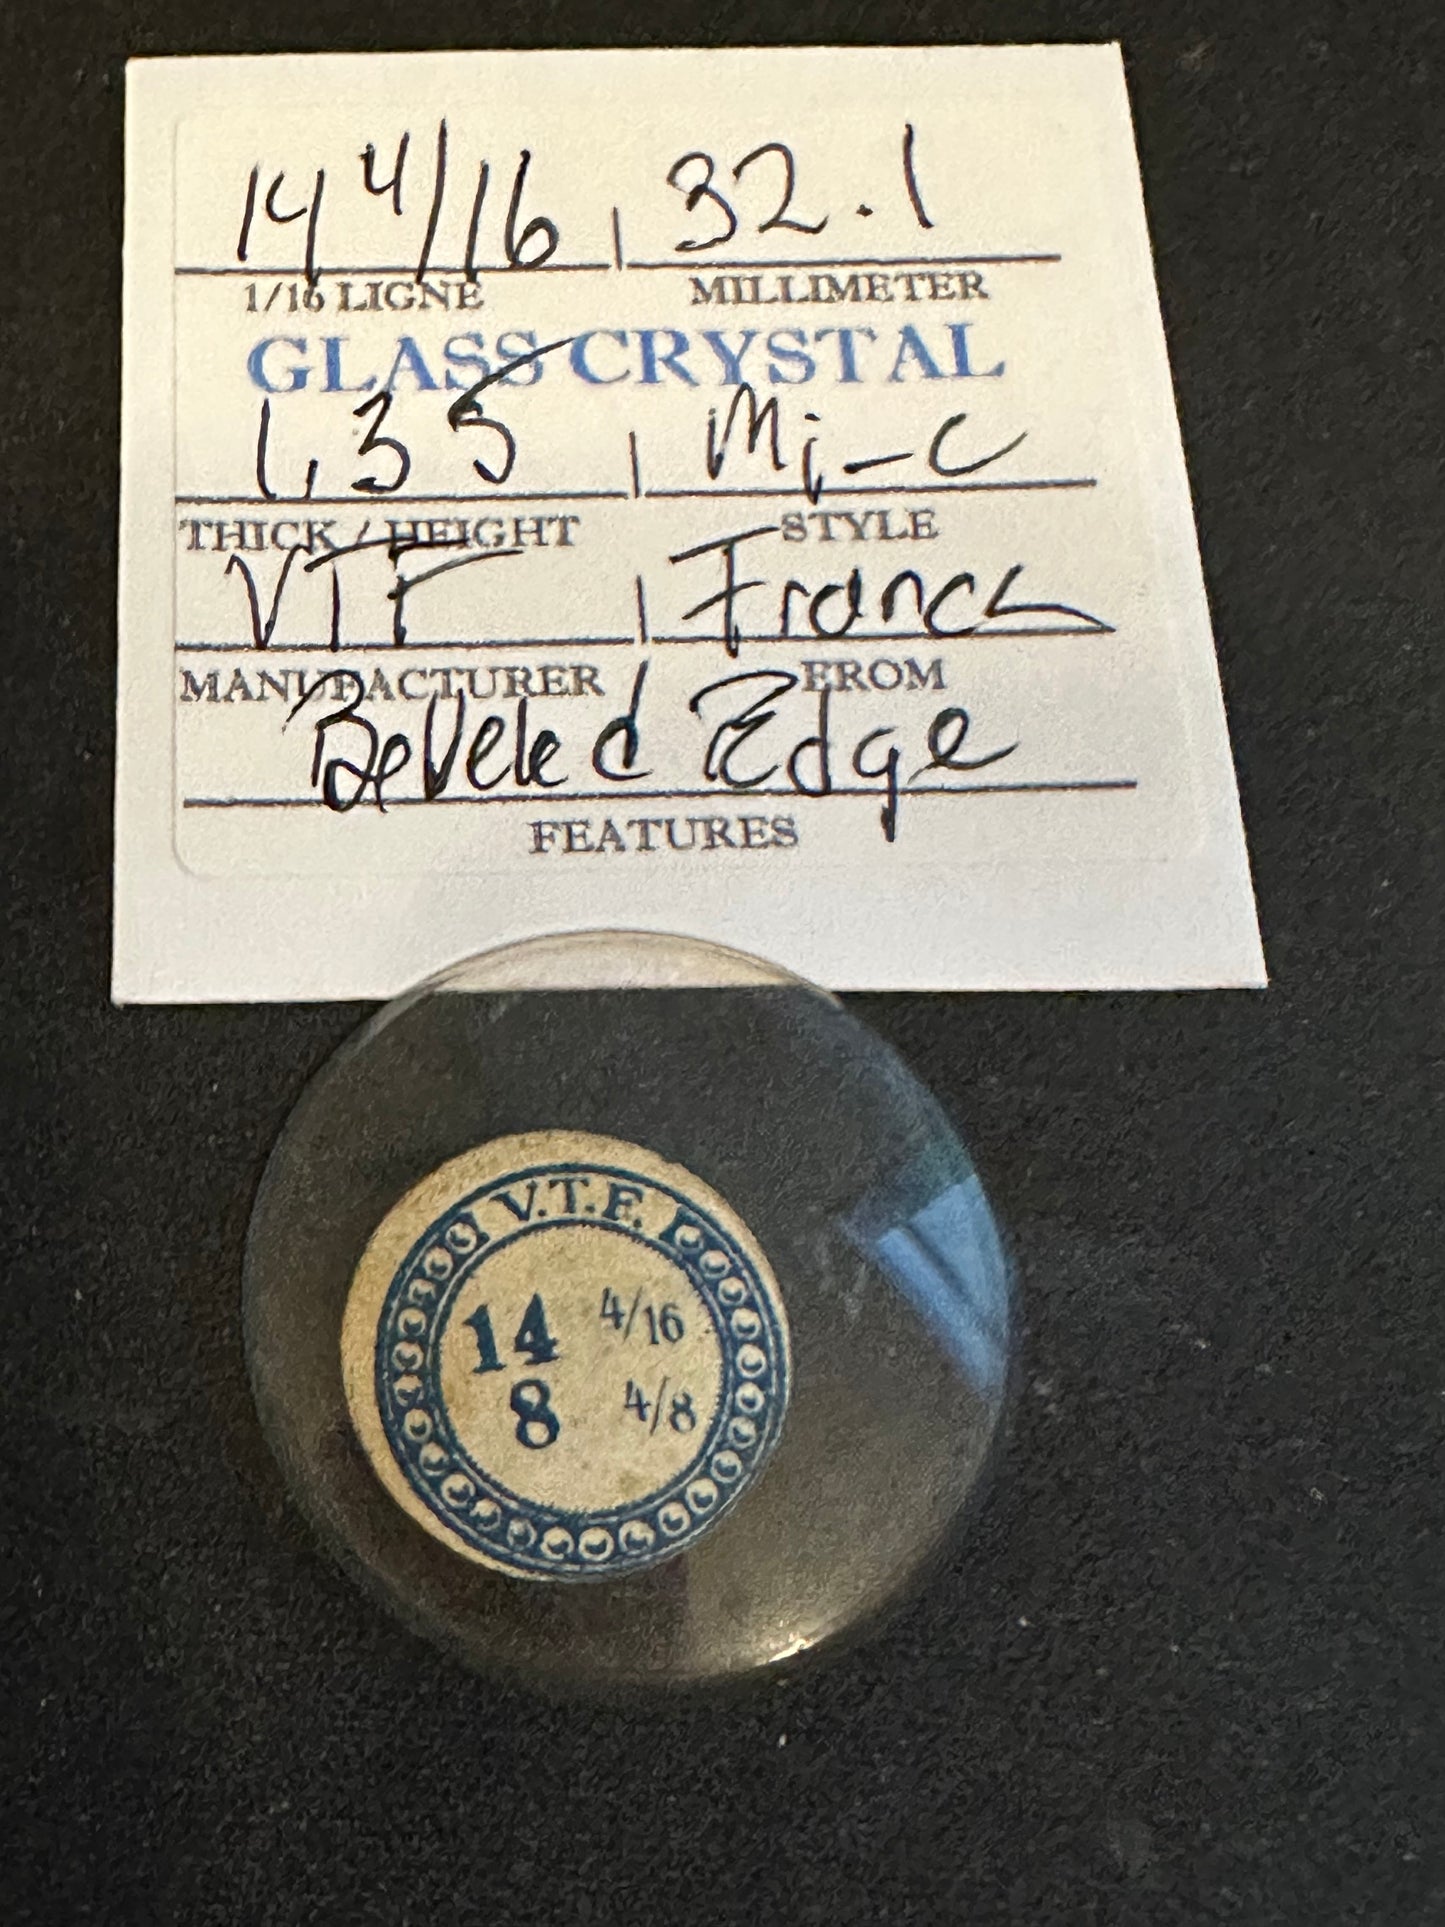 14 4/16 | 32.1
1/16 LIGNE MILLIMETER
GLASS CRYSTAL
1,35 | Mi-C
THICK / HEIGHT STYLE
VTF | France
MANUFACTURER FROM
Beveled Edge
FEATURES
V.T.F.
14 4/16
8 4/8